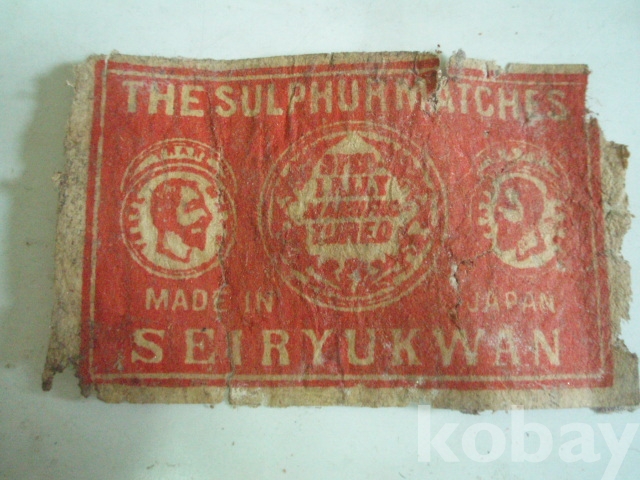 THE SULPHUR MATCHES
MADE IN JAPAN
SEIRYUKWAN
kobay